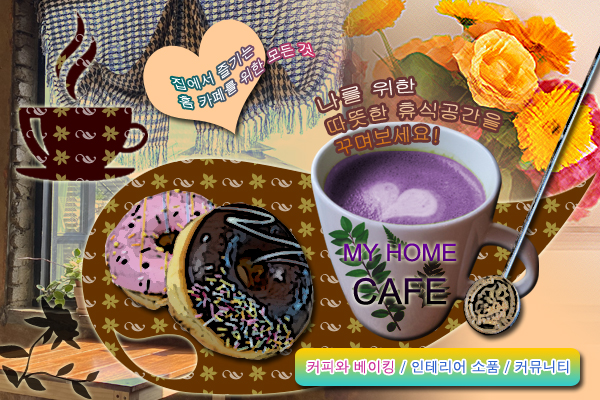 집에서 즐기는
홈 카페를 위한 모든 것
나를 위한
따뜻한 휴식공간을
꾸며보세요!
MY HOME
CAFE
커피와 베이킹 / 인테리어 소품 / 커뮤니티